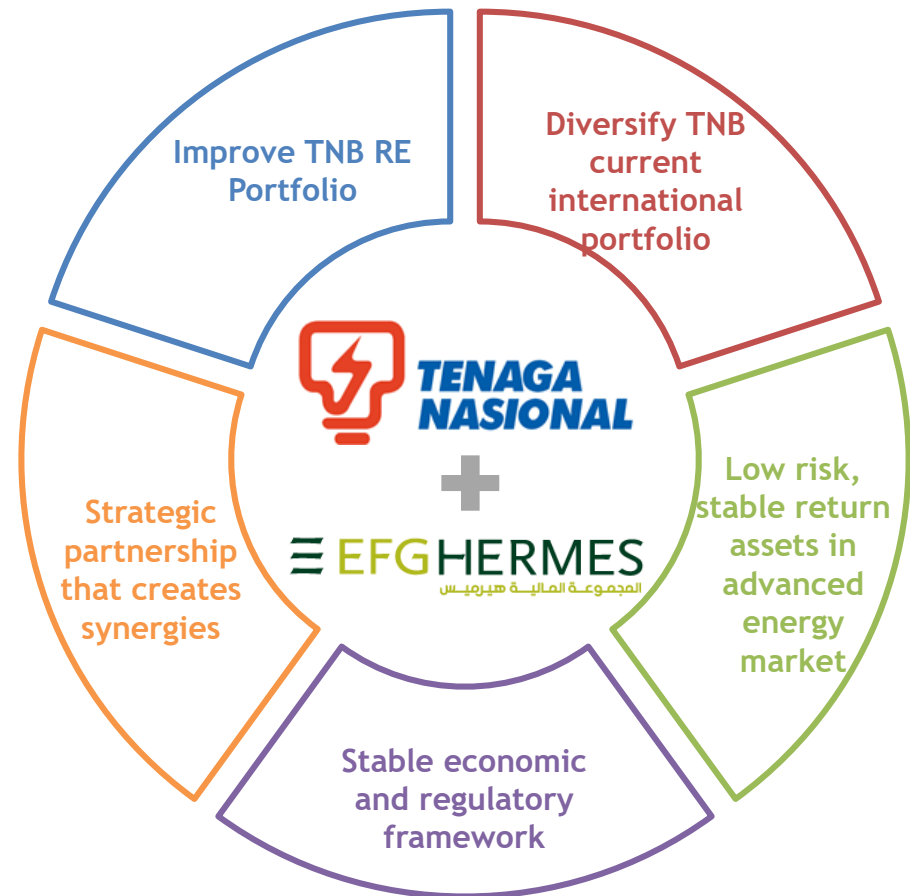 Improve TNB RE
Portfolio
Diversify TNB
current
international
portfolio
TENAGA
NASIONAL
EFG HERMES
المجموعة المالية هيرميس
Low risk,
stable return
assets in
advanced
energy
market
Strategic
partnership
that creates
synergies
Stable economic
and regulatory
framework